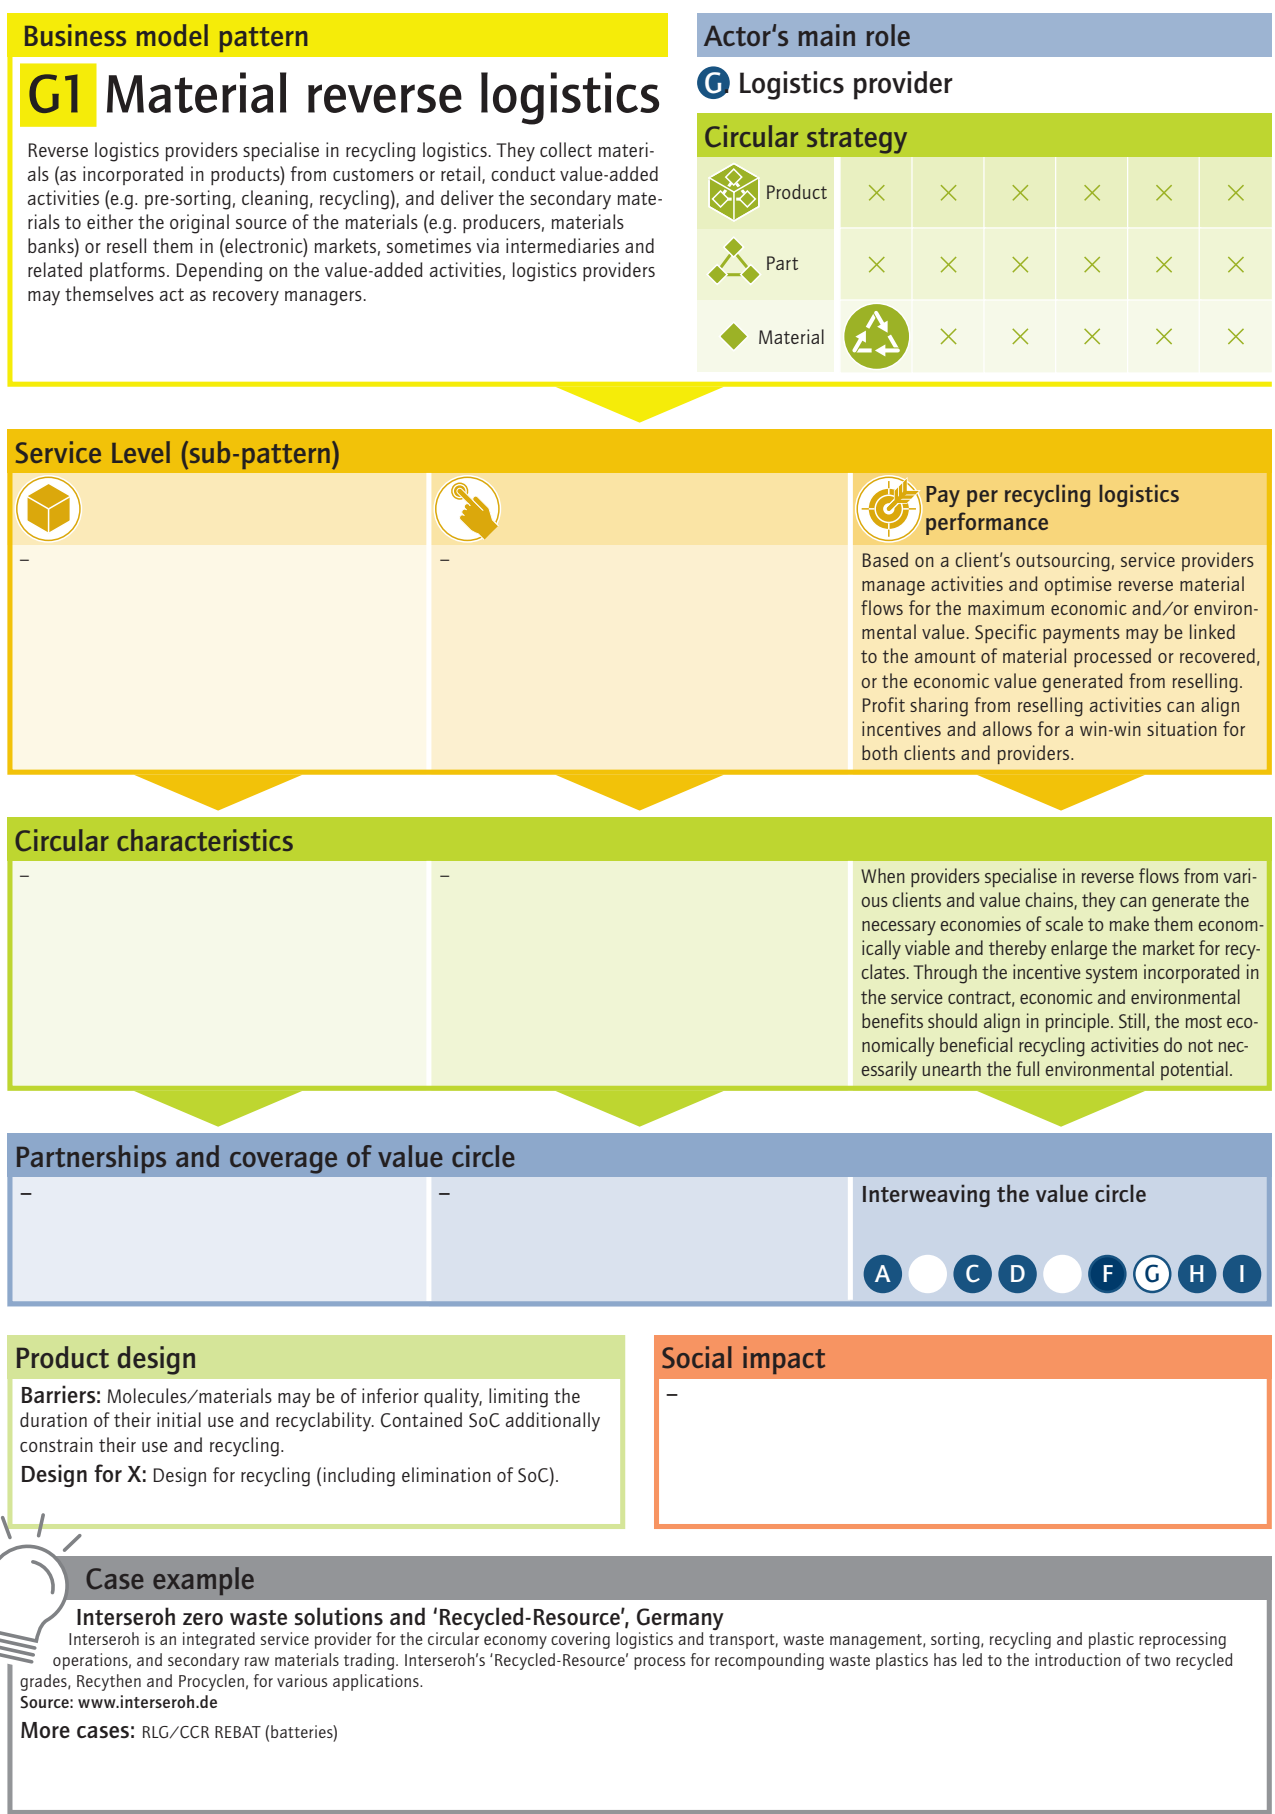 Business model pattern
G1 Material reverse logistics
Reverse logistics providers specialise in recycling logistics. They collect materi-
als (as incorporated in products) from customers or retail, conduct value-added
activities (e.g. pre-sorting, cleaning, recycling), and deliver the secondary mate-
rials to either the original source of the materials (e.g. producers, materials
banks) or resell them in (electronic) markets, sometimes via intermediaries and
related platforms. Depending on the value-added activities, logistics providers
may themselves act as recovery managers.
Actor‘s main role
G. Logistics provider
Circular strategy
Product
Part
Material
Service Level (sub-pattern)
–
–
Pay per recycling logistics
performance
Based on a client’s outsourcing, service providers
manage activities and optimise reverse material
flows for the maximum economic and/or environ-
mental value. Specific payments may be linked
to the amount of material processed or recovered,
or the economic value generated from reselling.
Profit sharing from reselling activities can align
incentives and allows for a win-win situation for
both clients and providers.
Circular characteristics
–
–
When providers specialise in reverse flows from vari-
ous clients and value chains, they can generate the
necessary economies of scale to make them econom-
ically viable and thereby enlarge the market for recy-
clates. Through the incentive system incorporated in
the service contract, economic and environmental
benefits should align in principle. Still, the most eco-
nomically beneficial recycling activities do not nec-
essarily unearth the full environmental potential.
Partnerships and coverage of value circle
–
–
Interweaving the value circle
A C D F G H I
Product design
Barriers: Molecules/materials may be of inferior quality, limiting the
duration of their initial use and recyclability. Contained SoC additionally
constrain their use and recycling.
Design for X: Design for recycling (including elimination of SoC).
Social impact
–
Case example
Interseroh zero waste solutions and ‘Recycled-Resource’, Germany
Interseroh is an integrated service provider for the circular economy covering logistics and transport, waste management, sorting, recycling and plastic reprocessing
operations, and secondary raw materials trading. Interseroh’s ‘Recycled-Resource’ process for recompounding waste plastics has led to the introduction of two recycled
grades, Recythen and Procyclen, for various applications.
Source: www.interseroh.de
More cases: RLG/CCR REBAT (batteries)